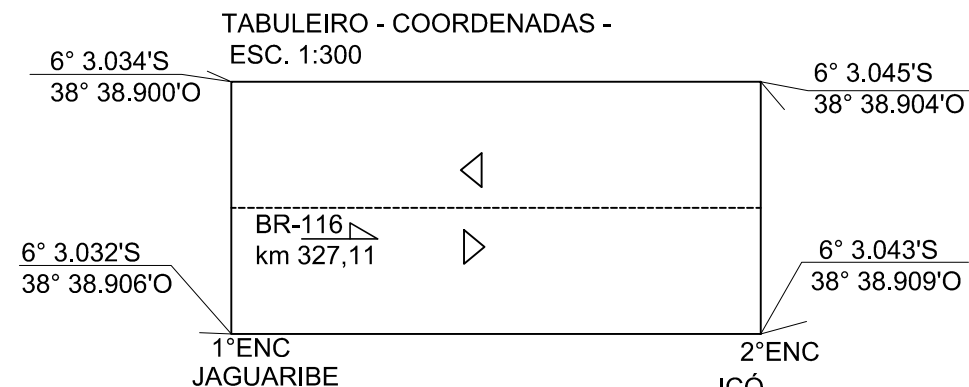 TABULEIRO - COORDENADAS -
ESC. 1:300
6° 3.034'S
38° 38.900'O
6° 3.045'S
38° 38.904'O
BR-116
km 327,11
6° 3.032'S
38° 38.906'O
6° 3.043'S
38° 38.909'O
1°ENC
JAGUARIBE
2°ENC
ICÓ